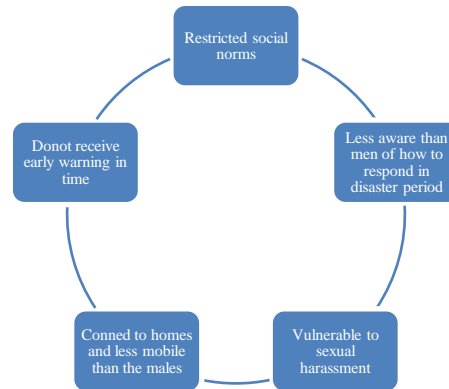 Restricted social
norms
Less aware than
men of how to
respond in
disaster period
Vulnerable to
sexual
harassment
Conned to homes
and less mobile
than the males
Donot receive
early warning in
time